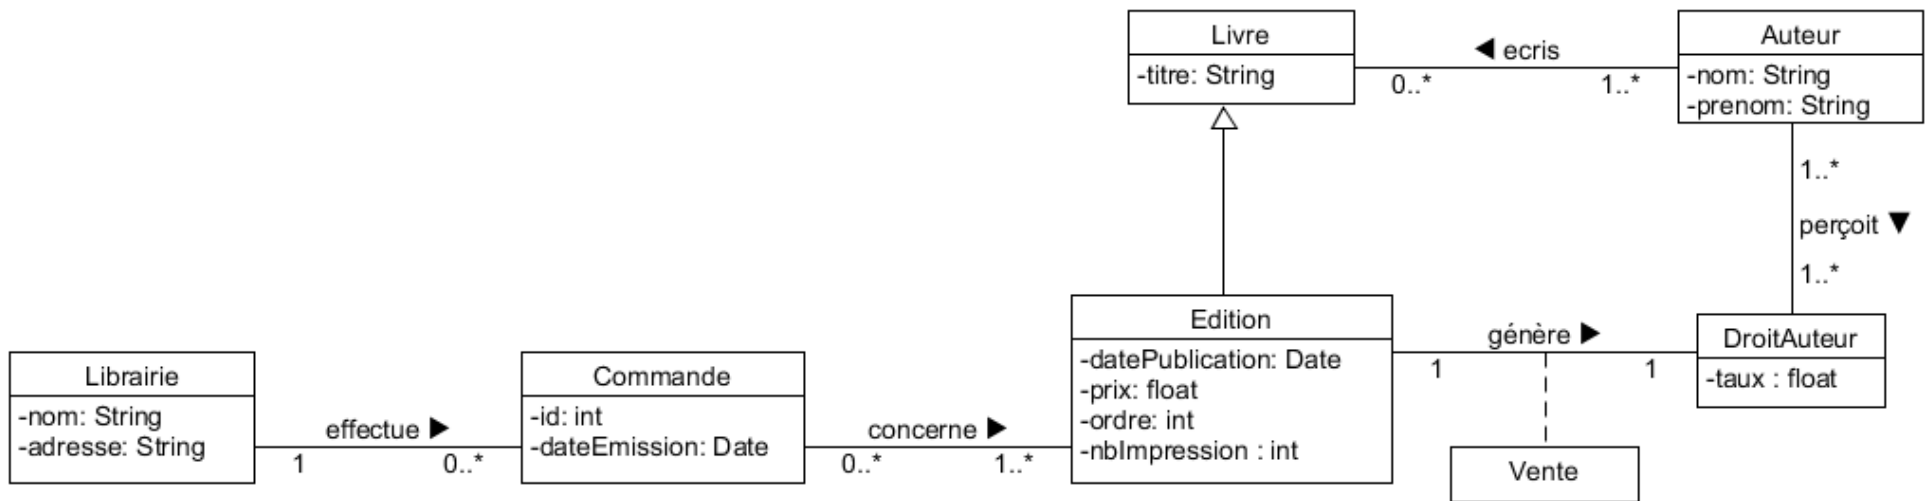 Livre
-titre: String
◀ ecris
0..*
1..*
Auteur
-nom: String
-prenom: String
1..*
perçoit ▼
1..*
Librairie
-nom: String
-adresse: String
effectue ▶
1
0..*
Commande
-id: int
-dateEmission: Date
concerne ▶
0..*
1..*
Edition
-datePublication: Date
-prix: float
-ordre: int
-nbImpression : int
génère ▶
1
1
DroitAuteur
-taux : float
Vente